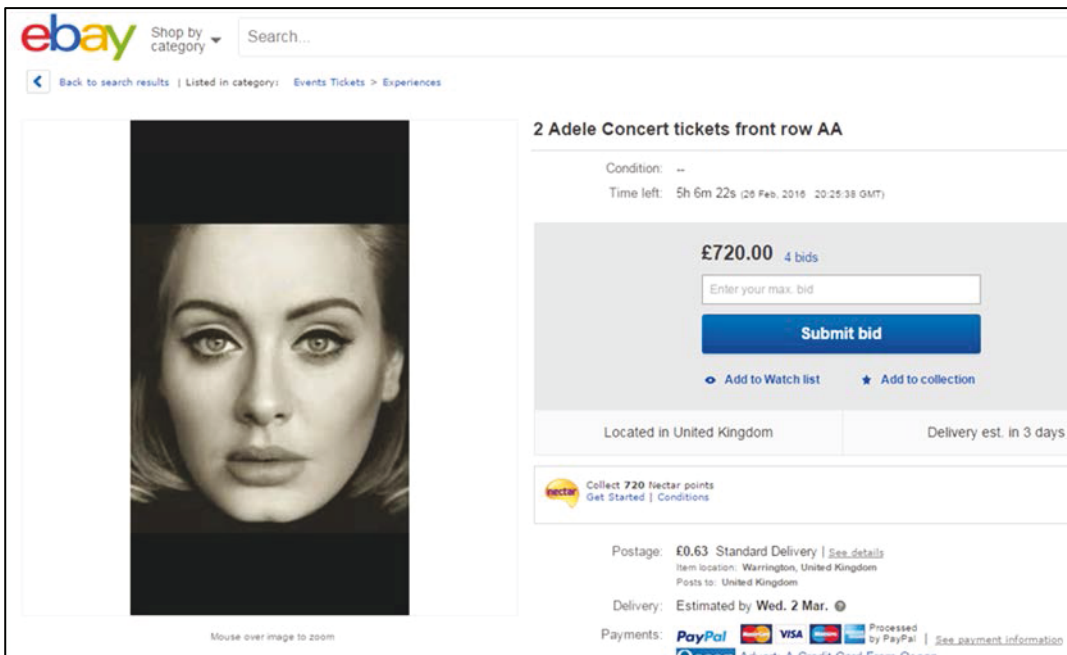 ebay
Shop by
category
Search...
Back to search results | Listed in category: Events Tickets > Experiences
2 Adele Concert tickets front row AA
Condition: --
Time left: 5h 6m 22s (26 Feb, 2016 20:25:38 GMT)
£720.00 4 bids
Enter your max. bid
Submit bid
Add to Watch list
Add to collection
Located in United Kingdom
Delivery est. in 3 days
nectar
Collect 720 Nectar points
Get Started | Conditions
Postage: £0.63 Standard Delivery | See details
Item location: Warrington, United Kingdom
Posts to: United Kingdom
Delivery: Estimated by Wed. 2 Mar.
Payments: PayPal MasterCard VISA Maestro Processed
by PayPal | See payment information
Mouse over image to zoom